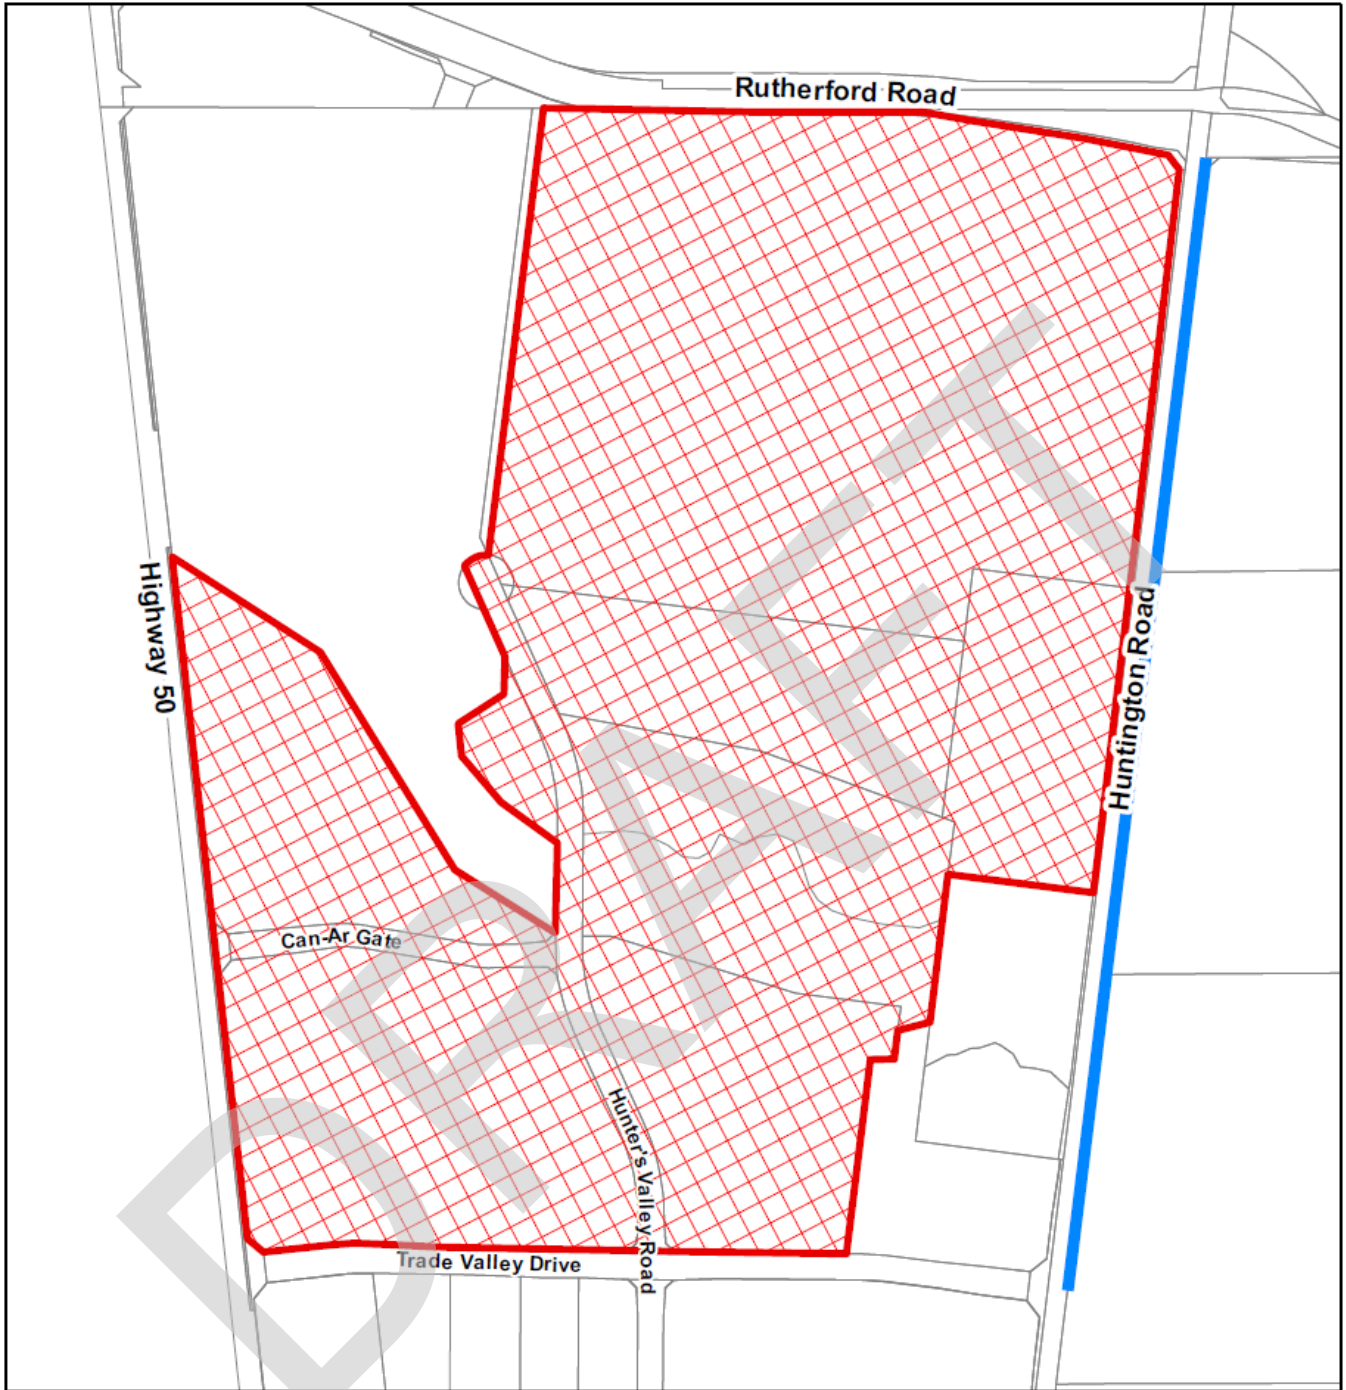 Rutherford Road
Highway 50
Huntington Road
Can-Ar Gate
Hunter's Valley Road
Trade Valley Drive
DRAFT